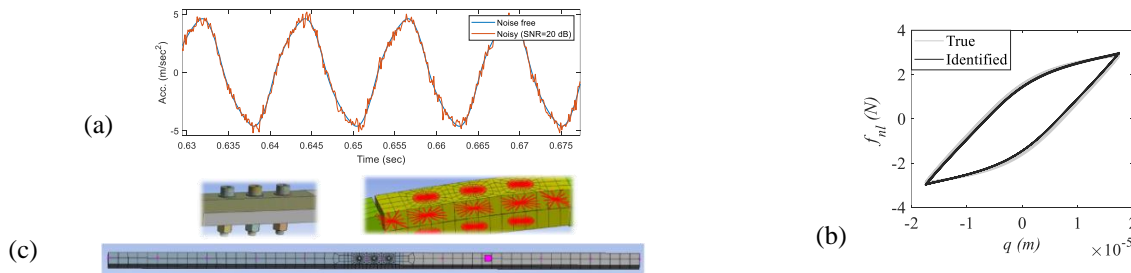 (a)
Acc. (m/sec²)
5
0
-5
Noise free
Noisy (SNR=20 dB)
0.63 0.635 0.64 0.645 0.65 0.655 0.66 0.665 0.67 0.675
Time (sec)
(b)
f_nl (N)
4
2
0
-2
-4
True
Identified
-2 -1 0 1 2
×10⁻⁵
q (m)
(c)